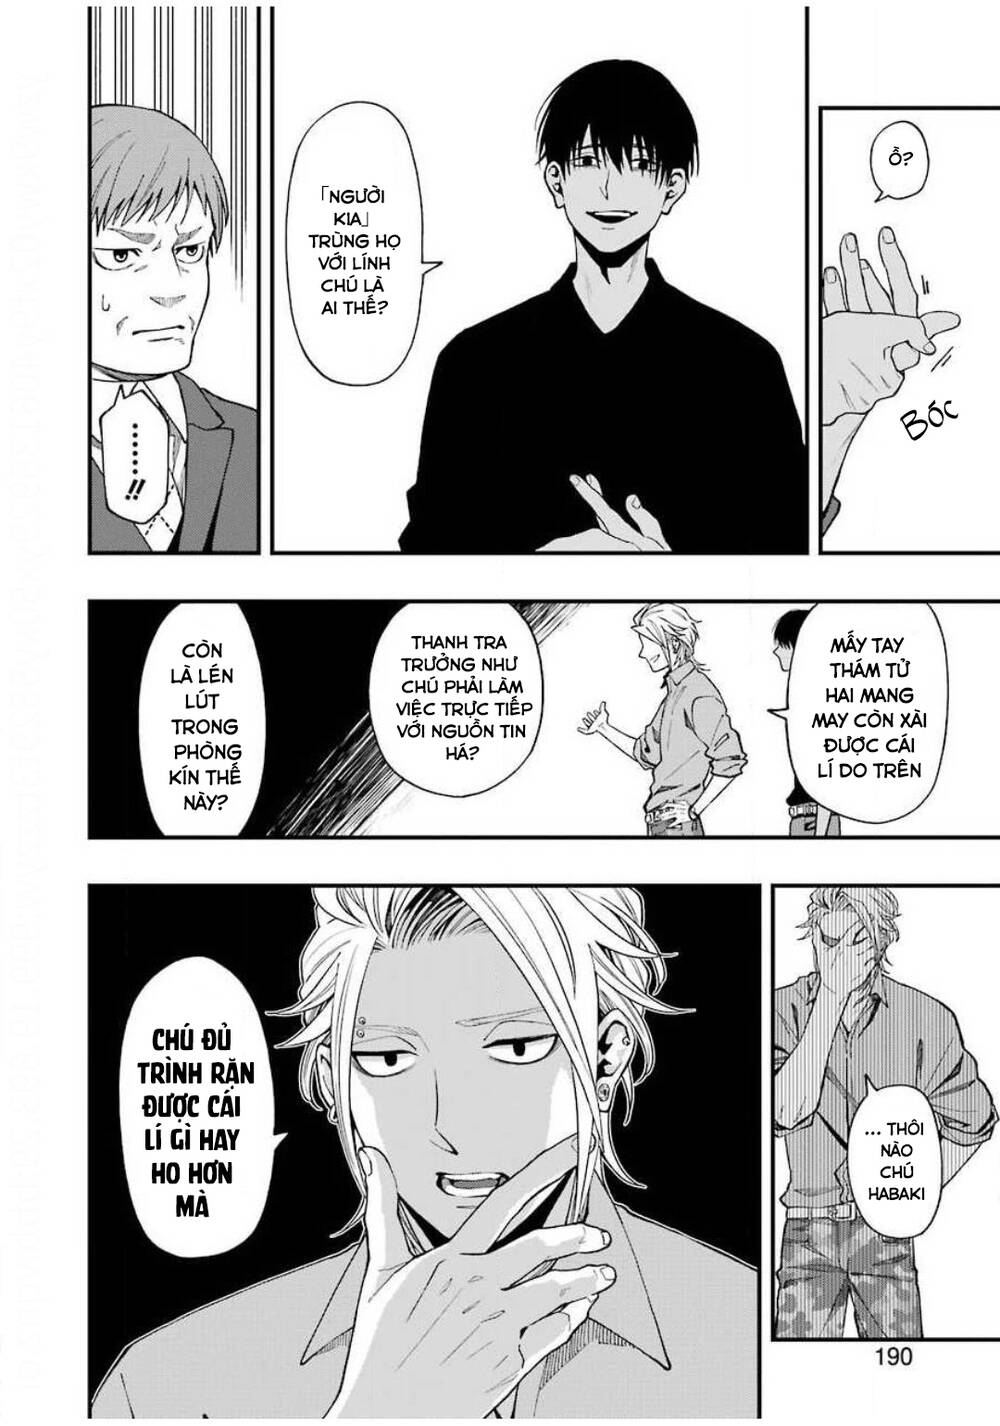 Ồ?
BÓC
「NGƯỜI
KIA」
TRÙNG HỌ
VỚI LÍNH
CHÚ LÀ
AI THẾ?
......!!
MẤY TAY
THÁM TỬ
HAI MANG
MAY CÒN XÀI
ĐƯỢC CÁI
LÍ DO TRÊN
THANH TRA
TRƯỞNG NHƯ
CHÚ PHẢI LÀM
VIỆC TRỰC TIẾP
VỚI NGUỒN TIN
HÁ?
CÒN
LÀ LÉN
LÚT
TRONG
PHÒNG
KÍN THẾ
NÀY?
... THÔI
NÀO
CHÚ
HABAKI
CHÚ ĐỦ
TRÌNH RẶN
ĐƯỢC CÁI
LÍ GÌ HAY
HO HƠN
MÀ
190